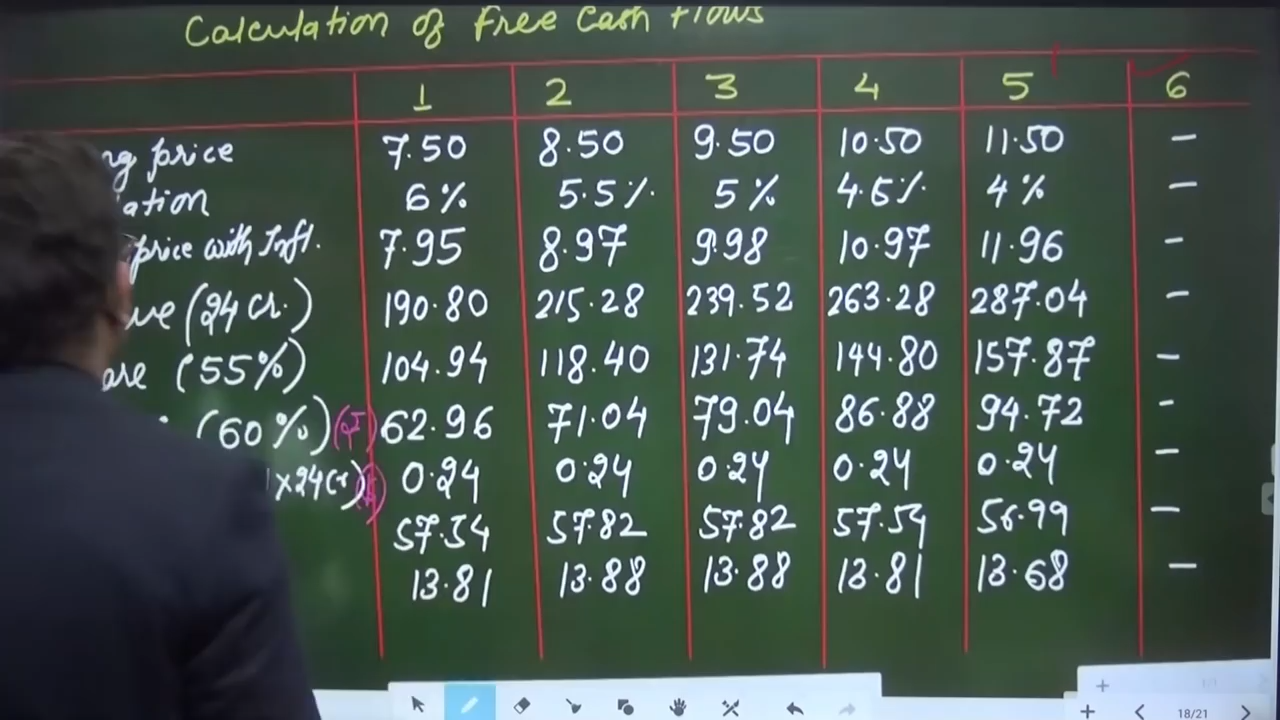 Calculation of Free Cash Flows
1 2 3 4 5 6
price 7.50 8.50 9.50 10.50 11.50 -
6% 5.5% 5% 4.5% 4% -
price with Infl. 7.95 8.97 9.98 10.97 11.96 -
(24 Cr.) 190.80 215.28 239.52 263.28 287.04 -
(55%) 104.94 118.40 131.74 144.80 157.87 -
(60%) (I) 62.96 71.04 79.04 86.88 94.72 -
1x24Cr) 0.24 0.24 0.24 0.24 0.24 -
57.54 57.82 57.82 57.54 56.99 -
13.81 13.88 13.88 13.81 13.68 -
18/21